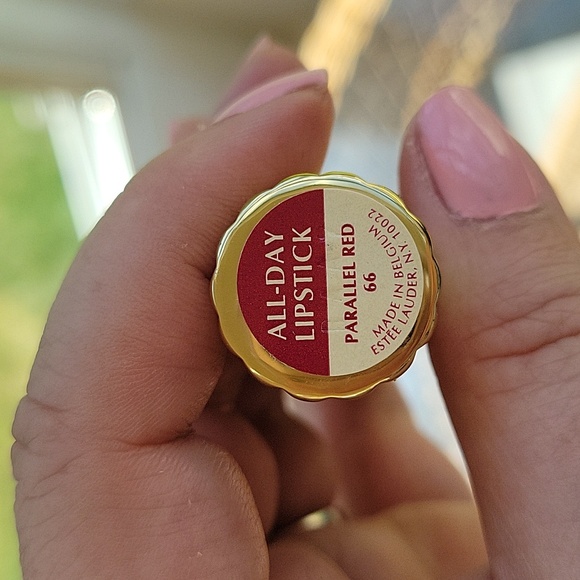 ALL-DAY
LIPSTICK
PARALLEL RED
66
MADE IN BELGIUM
ESTÉE LAUDER, N.Y. 10022